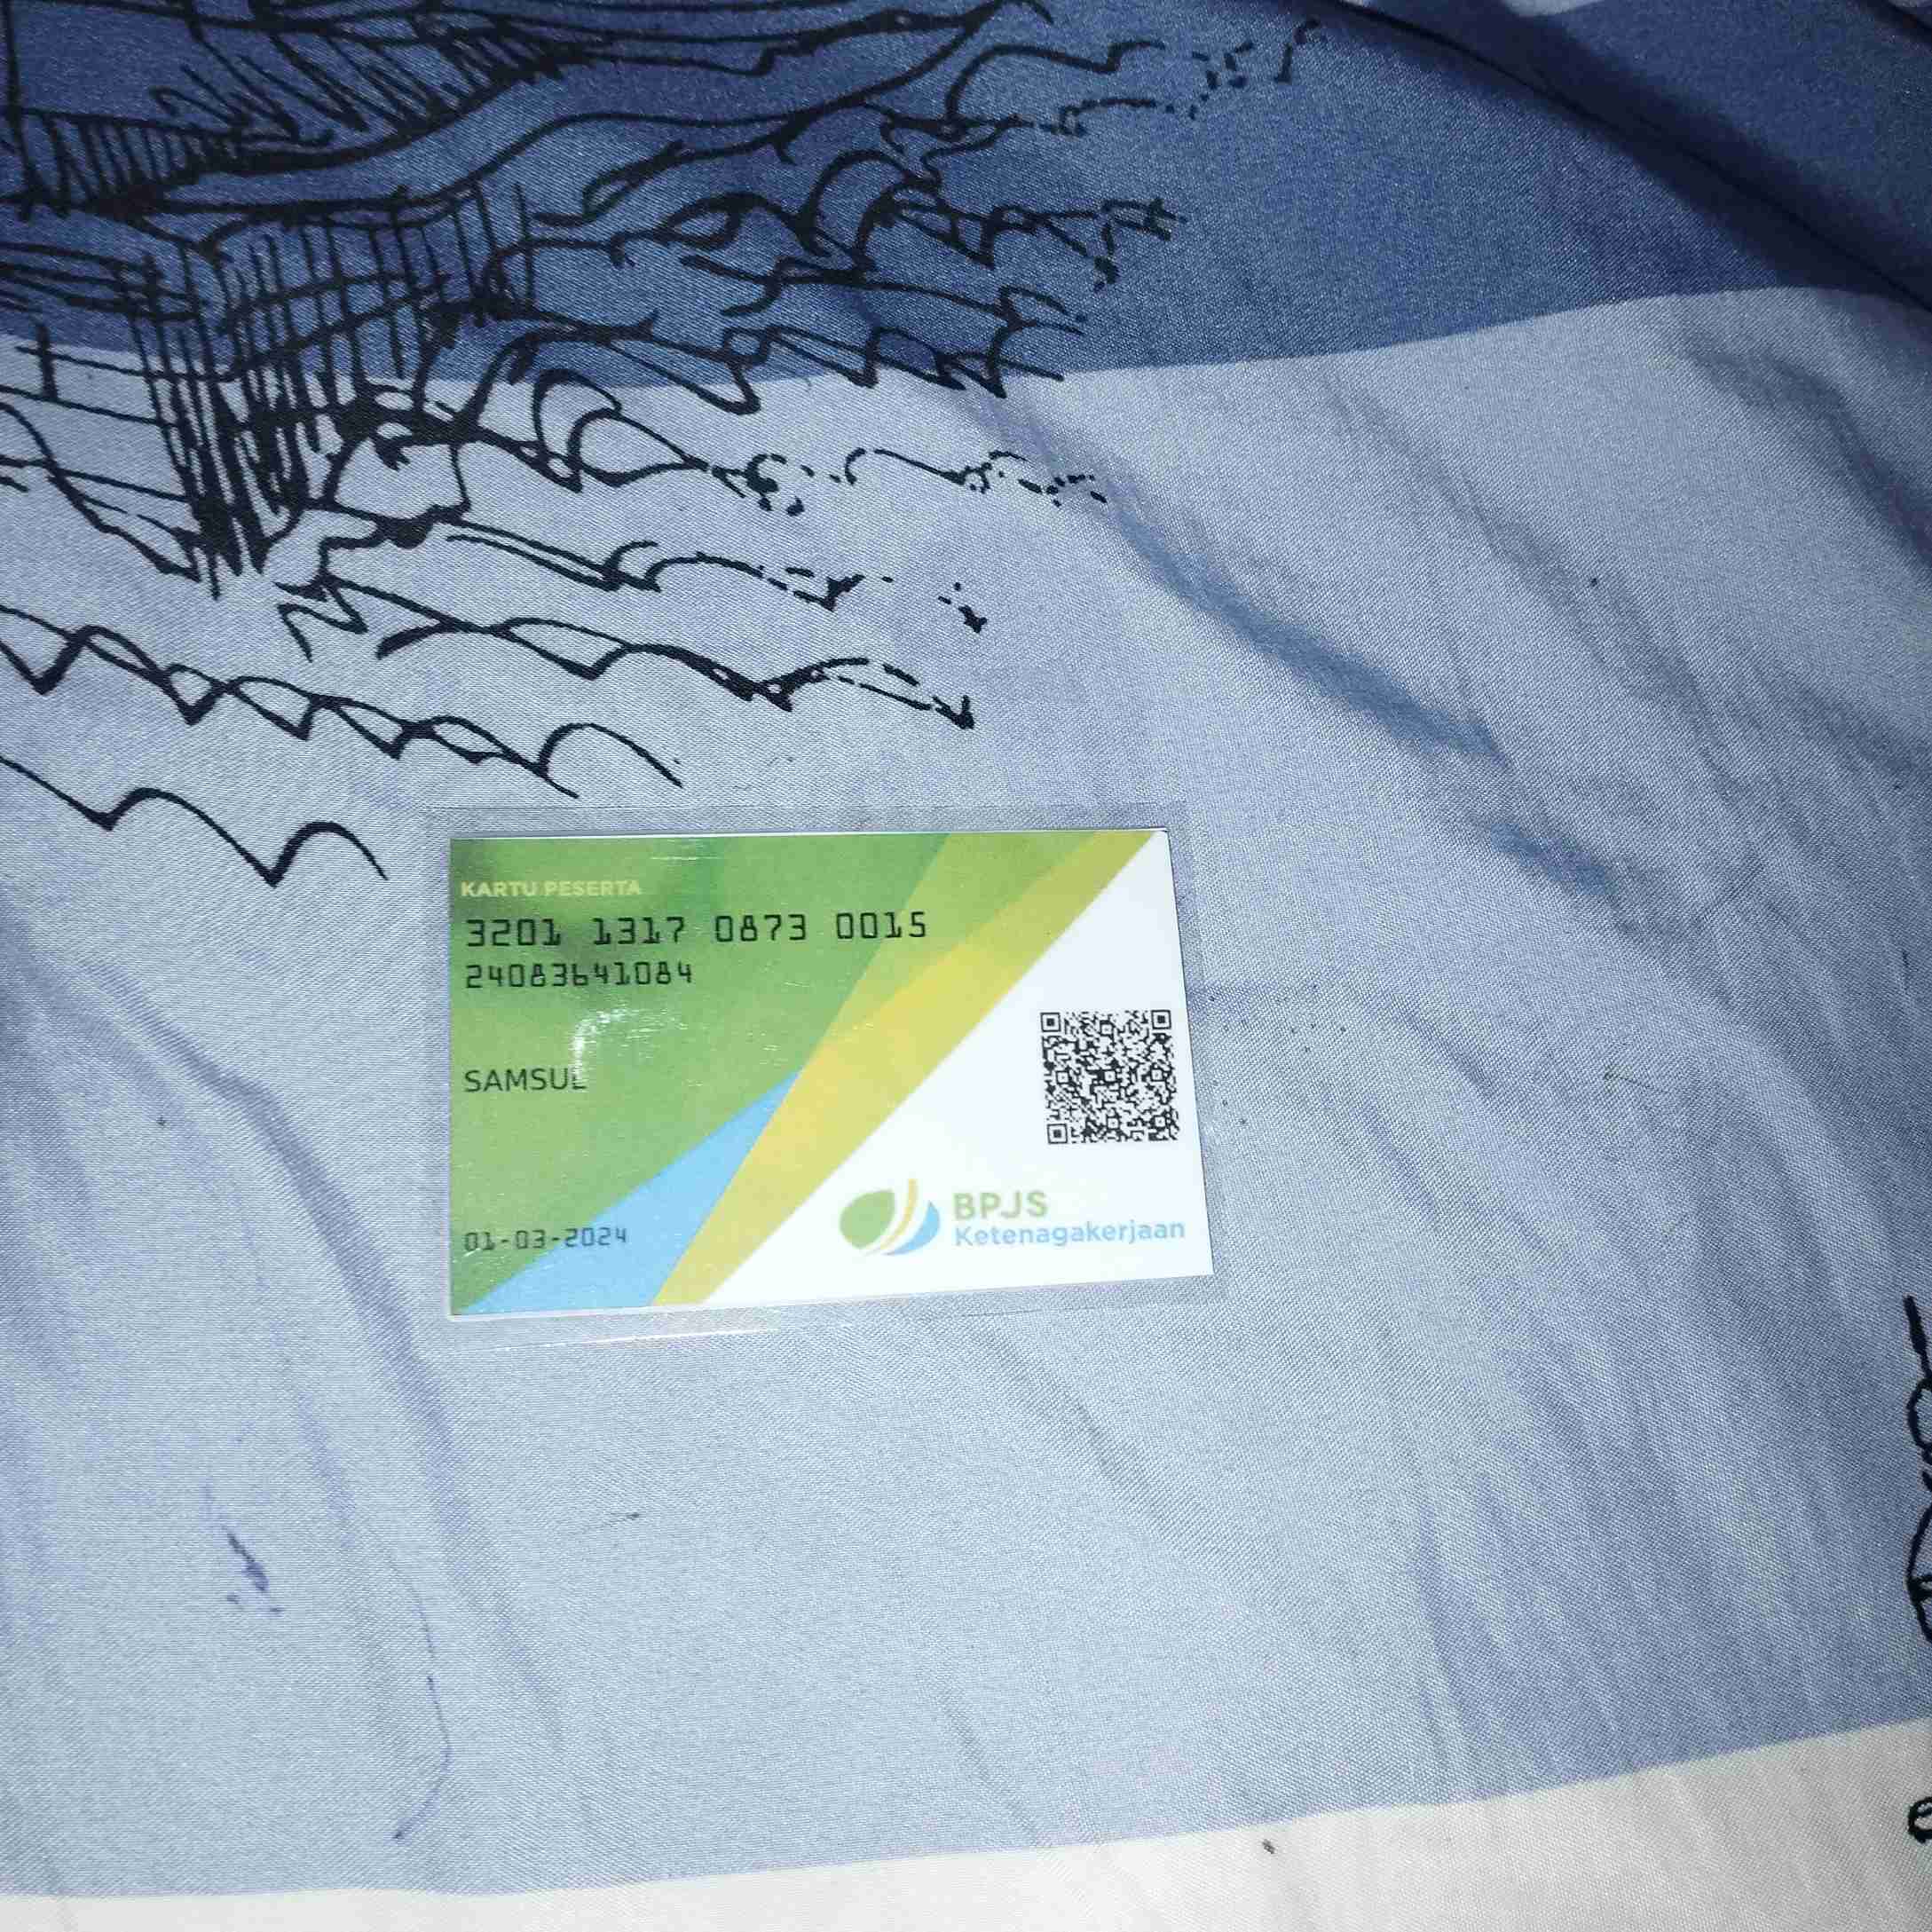 KARTU PESERTA
3201 1317 0873 0015
24083641084
SAMSUL
01-03-2024
BPJS
Ketenagakerjaan